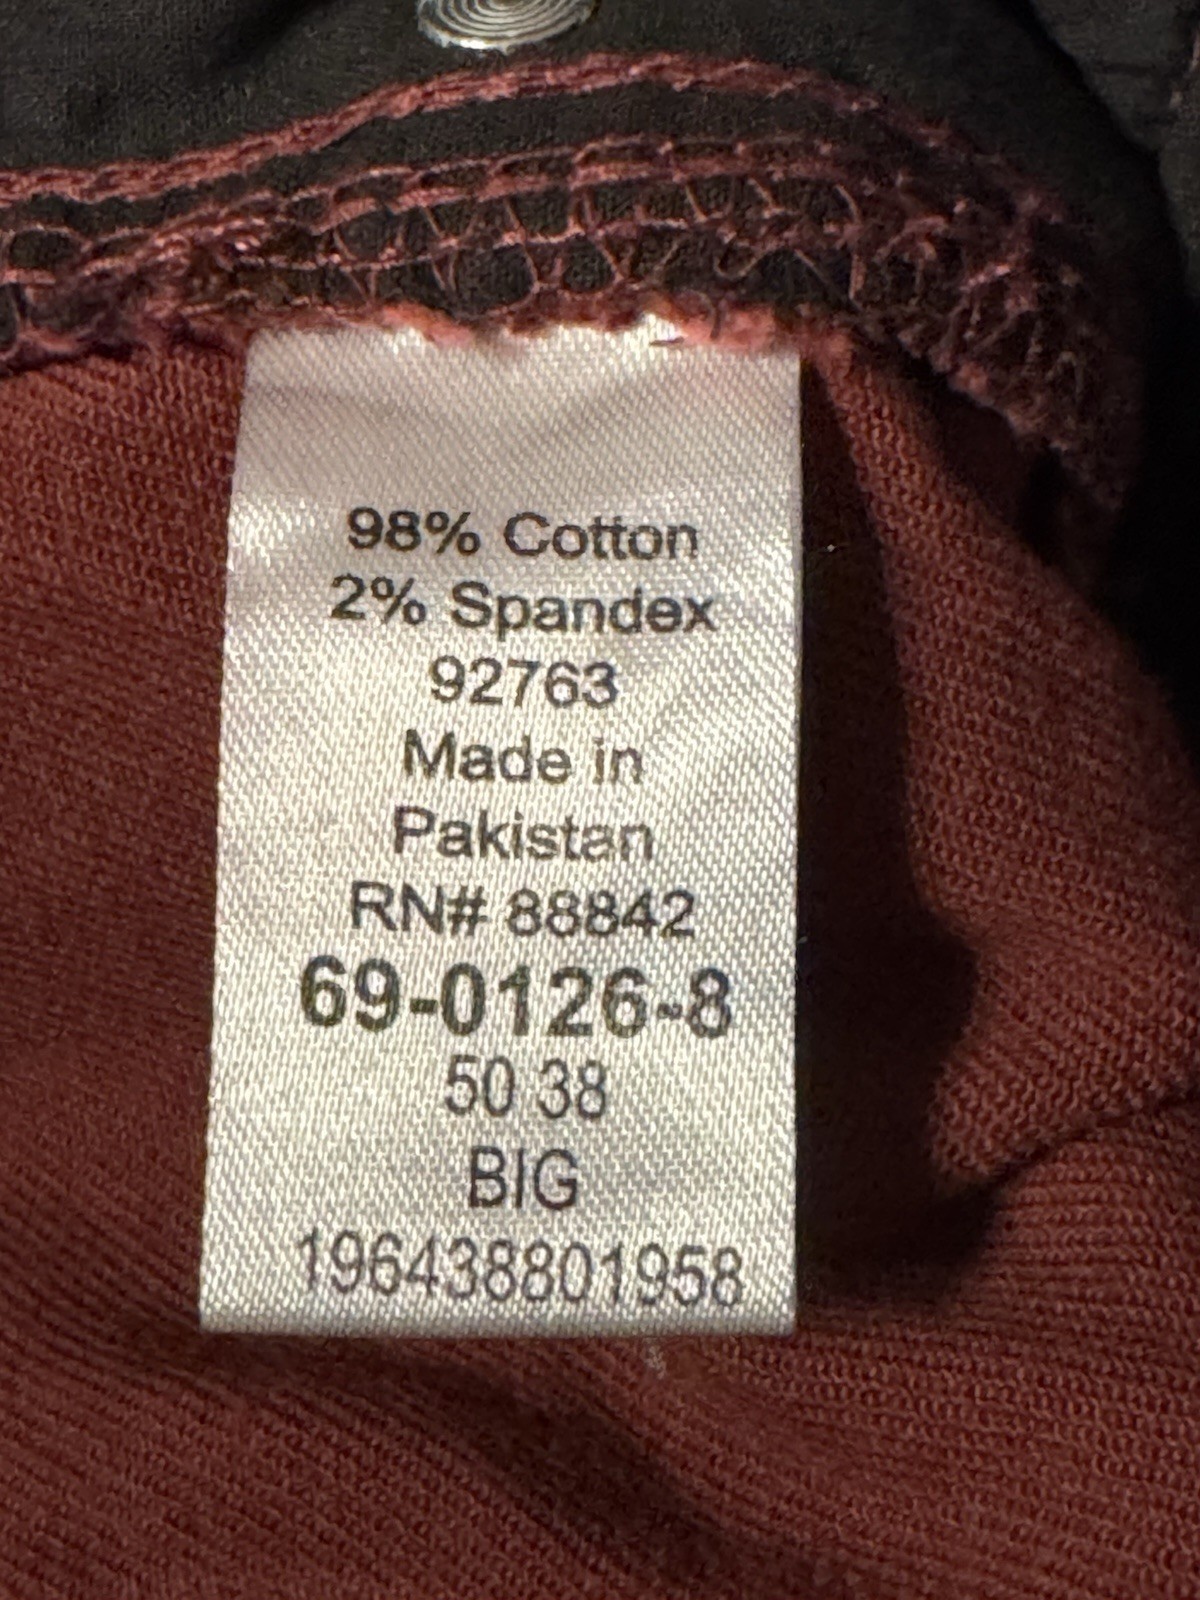 98% Cotton
2% Spandex
92763
Made in
Pakistan
RN# 88842
69-0126-8
50 38
BIG
196438801958